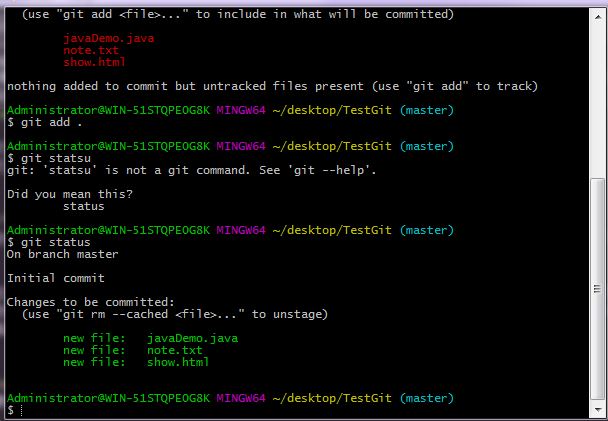 (use "git add <file>..." to include in what will be committed)
javaDemo.java
note.txt
show.html
nothing added to commit but untracked files present (use "git add" to track)
Administrator@WIN-51STQPEOG8K MINGW64 ~/desktop/TestGit (master)
$ git add .
Administrator@WIN-51STQPEOG8K MINGW64 ~/desktop/TestGit (master)
$ git statsu
git: 'statsu' is not a git command. See 'git --help'.
Did you mean this?
status
Administrator@WIN-51STQPEOG8K MINGW64 ~/desktop/TestGit (master)
$ git status
On branch master
Initial commit
Changes to be committed:
(use "git rm --cached <file>..." to unstage)
new file: javaDemo.java
new file: note.txt
new file: show.html
Administrator@WIN-51STQPEOG8K MINGW64 ~/desktop/TestGit (master)
$